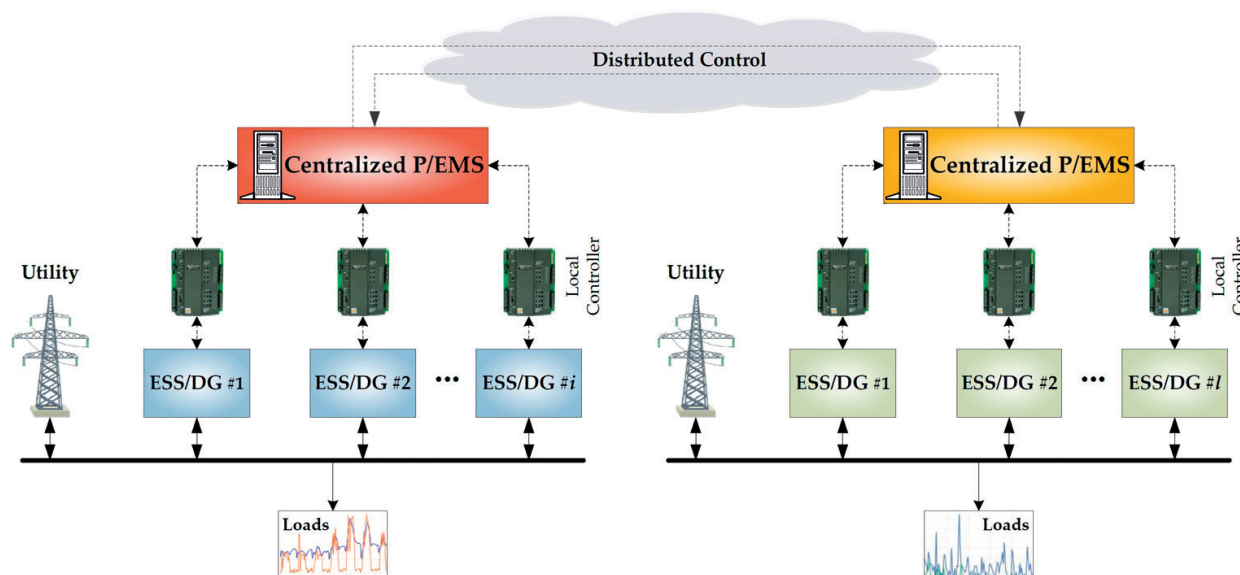 Distributed Control
Centralized P/EMS
Centralized P/EMS
Utility
Local
Controller
Utility
Local
Controller
ESS/DG #1
ESS/DG #2
•••
ESS/DG #i
ESS/DG #1
ESS/DG #2
•••
ESS/DG #l
Loads
Loads